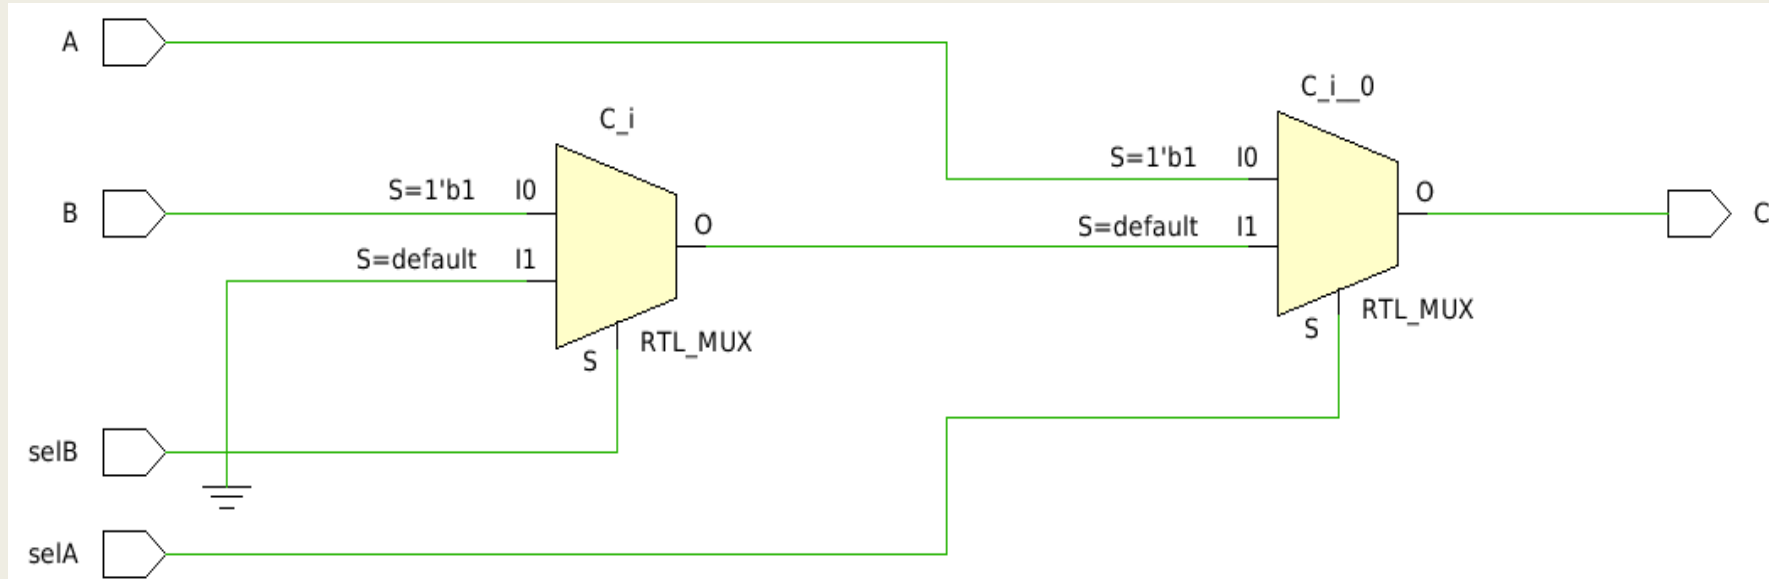 A
C_i__0
C_i
S=1'b1 I0
O
S=1'b1 I0
B
O
C
S=default I1
S=default I1
RTL_MUX
S
RTL_MUX
S
selB
selA